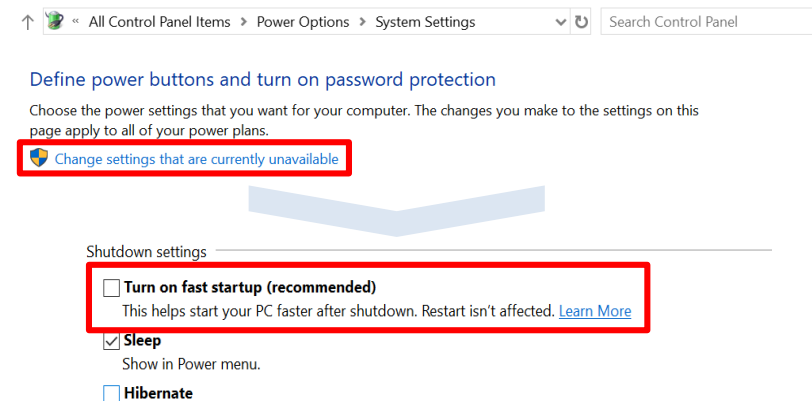 « All Control Panel Items > Power Options > System Settings
Search Control Panel
Define power buttons and turn on password protection
Choose the power settings that you want for your computer. The changes you make to the settings on this
page apply to all of your power plans.
Change settings that are currently unavailable
Shutdown settings
Turn on fast startup (recommended)
This helps start your PC faster after shutdown. Restart isn't affected. Learn More
Sleep
Show in Power menu.
Hibernate